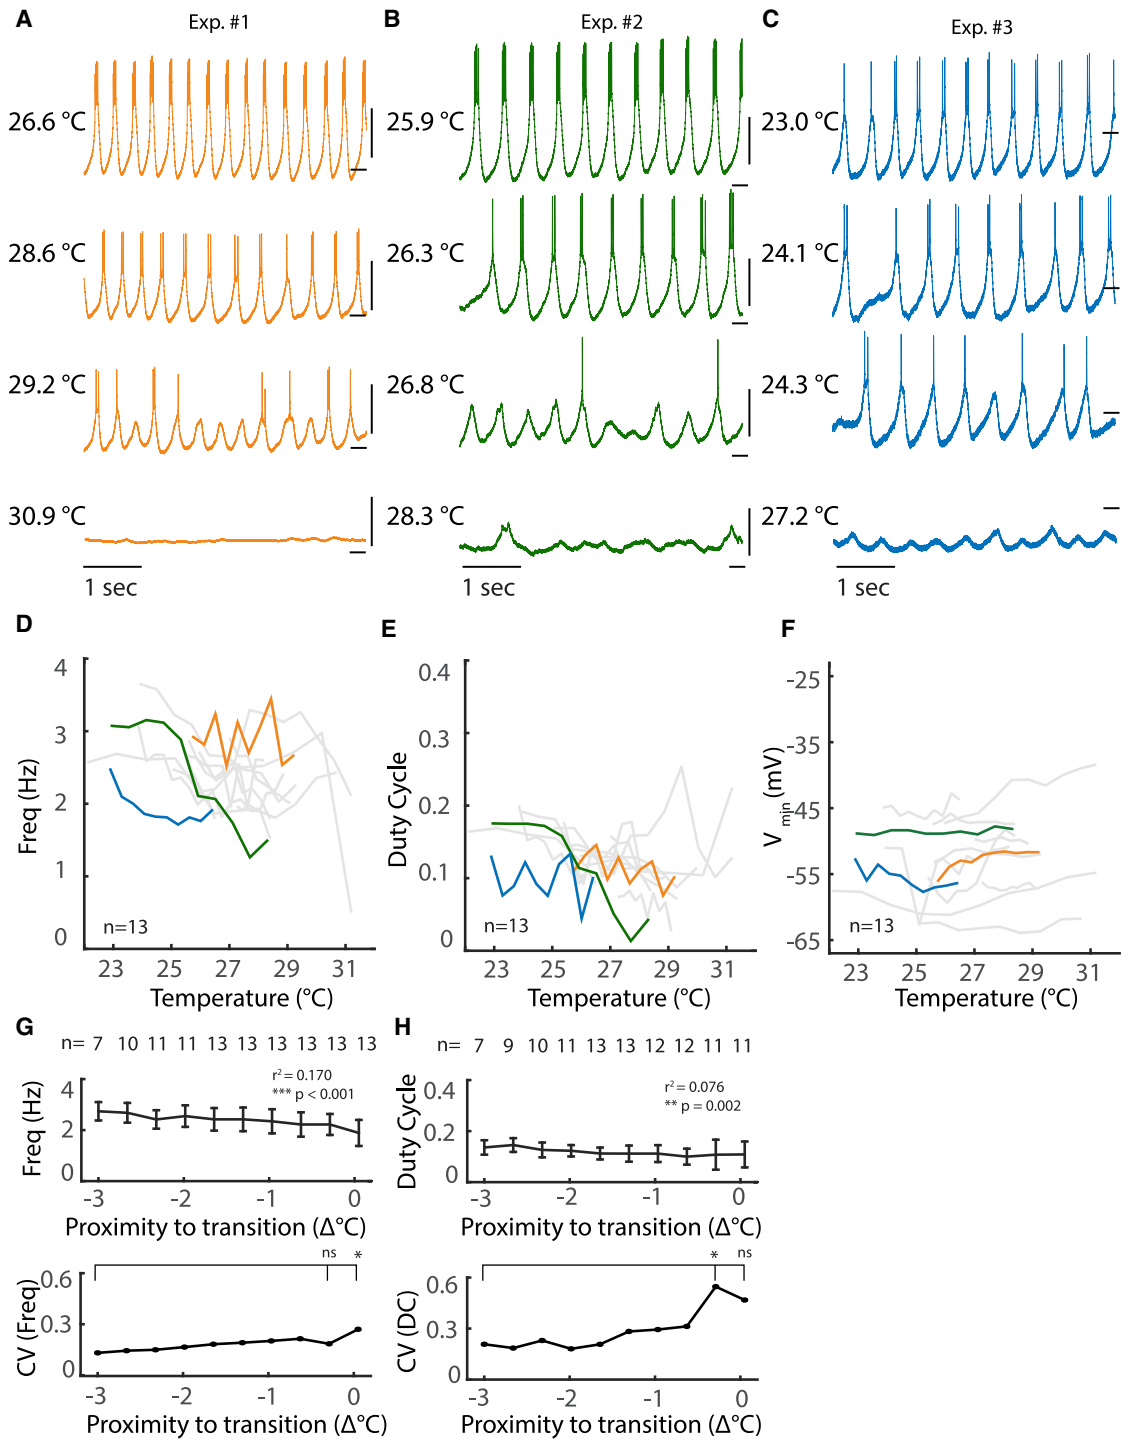 A
Exp. #1
26.6 °C
28.6 °C
29.2 °C
30.9 °C
1 sec
B
Exp. #2
25.9 °C
26.3 °C
26.8 °C
28.3 °C
1 sec
C
Exp. #3
23.0 °C
24.1 °C
24.3 °C
27.2 °C
1 sec
D
Freq (Hz)
4
3
2
1
0
n=13
23 25 27 29 31
Temperature (°C)
E
Duty Cycle
0.4
0.3
0.2
0.1
0
n=13
23 25 27 29 31
Temperature (°C)
F
V min (mV)
-25
-35
-45
-55
-65
n=13
23 25 27 29 31
Temperature (°C)
G
n= 7 10 11 11 13 13 13 13 13 13
Freq (Hz)
4
2
0
r² = 0.170
*** p < 0.001
-3 -2 -1 0
Proximity to transition (Δ°C)
ns *
CV (Freq)
0.6
0.3
0
-3 -2 -1 0
Proximity to transition (Δ°C)
H
n= 7 9 10 11 13 13 12 12 11 11
Duty Cycle
0.4
0.2
0
r² = 0.076
** p = 0.002
-3 -2 -1 0
Proximity to transition (Δ°C)
* ns
CV (DC)
0.6
0.3
0
-3 -2 -1 0
Proximity to transition (Δ°C)